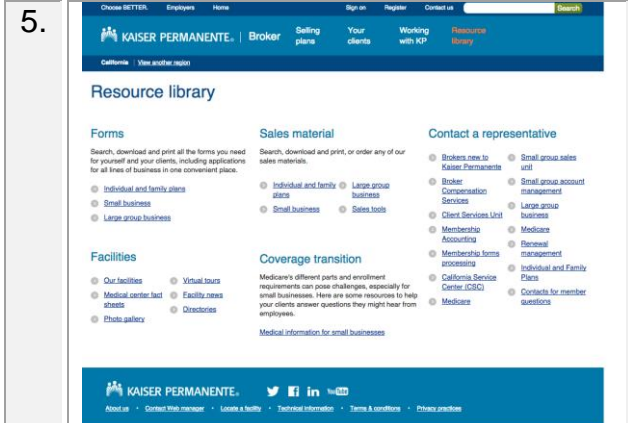 5.
Choose BETTER. Employers Home Sign on Register Contact us Search
KAISER PERMANENTE® Broker
Selling plans
Your clients
Working with KP
Resource library
California View another region
Resource library
Forms
Search, download and print all the forms you need
for yourself and your clients, including applications
for all lines of business in one convenient place.
Individual and family plans
Small business
Large group business
Sales material
Search, download and print, or order any of our
sales materials.
Individual and family
plans
Small business
Large group
business
Sales tools
Contact a representative
Brokers new to
Kaiser Permanente
Broker
Compensation
Services
Client Services Unit
Membership
Accounting
Membership forms
processing
California Service
Center (CSC)
Medicare
Small group sales
unit
Small group account
management
Large group
business
Medicare
Renewal
management
Individual and Family
Plans
Contacts for member
questions
Facilities
Our facilities
Medical center fact
sheets
Photo gallery
Virtual tours
Facility news
Directories
Coverage transition
Medicare's different parts and enrollment
requirements can pose challenges, especially for
small businesses. Here are some resources to help
your clients answer questions they might hear from
employees.
Medical information for small businesses
KAISER PERMANENTE® YouTube
About us • Contact Web manager • Locate a facility • Technical information • Terms & conditions • Privacy practices